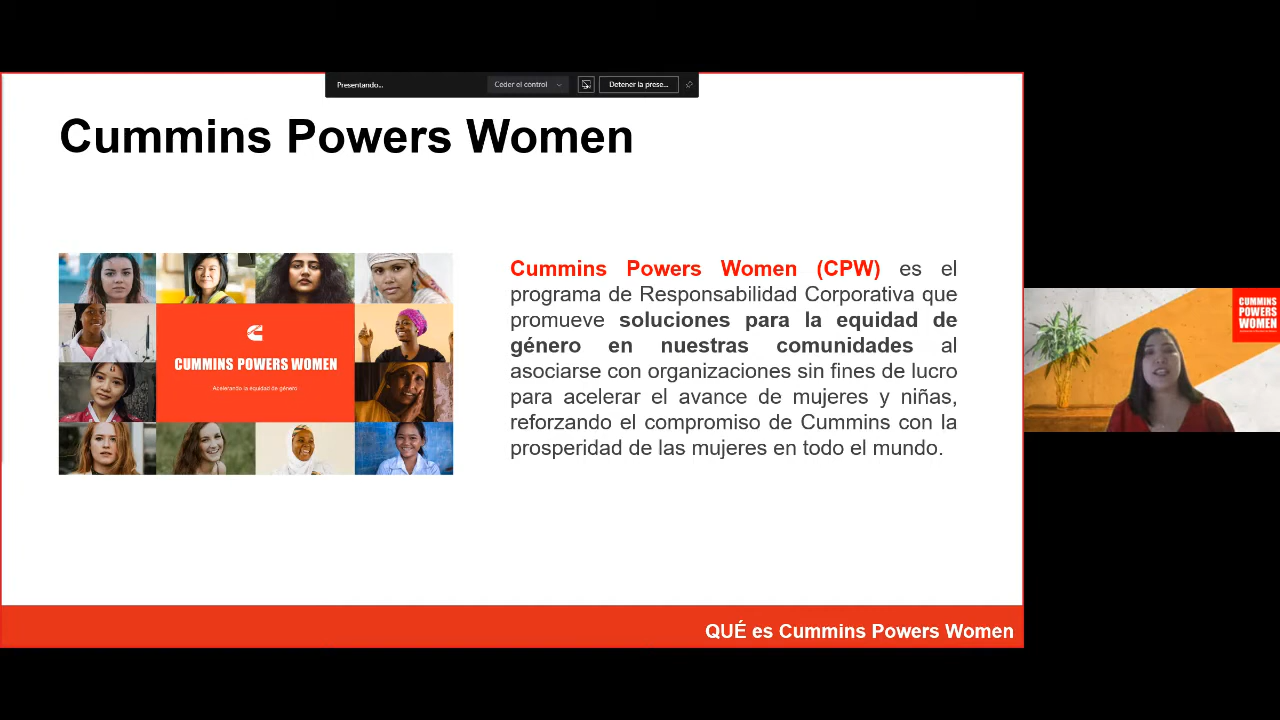 Presentando...
Ceder el control
Detener la prese...
Cummins Powers Women
CUMMINS POWERS WOMEN
Acelerando la equidad de género
Cummins Powers Women (CPW) es el
programa de Responsabilidad Corporativa que
promueve soluciones para la equidad de
género en nuestras comunidades al
asociarse con organizaciones sin fines de lucro
para acelerar el avance de mujeres y niñas,
reforzando el compromiso de Cummins con la
prosperidad de las mujeres en todo el mundo.
CUMMINS
POWERS
WOMEN
QUÉ es Cummins Powers Women